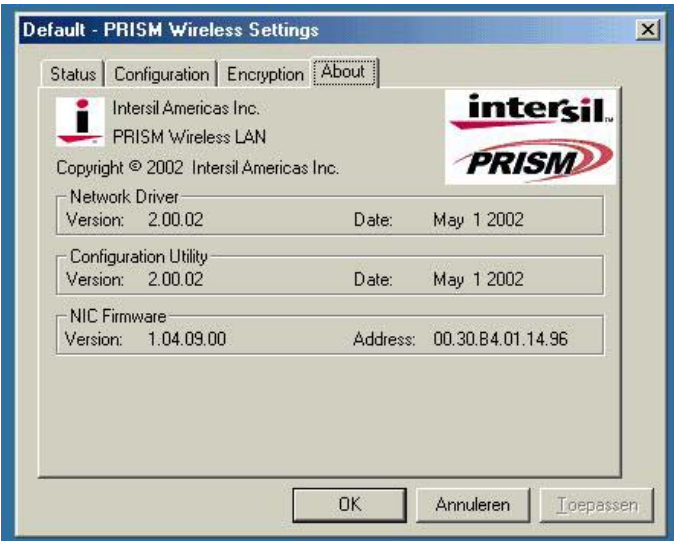 Default - PRISM Wireless Settings
Status Configuration Encryption About
Intersil Americas Inc.
PRISM Wireless LAN
Copyright © 2002 Intersil Americas Inc.
intersil™
PRISM
Network Driver
Version: 2.00.02 Date: May 1 2002
Configuration Utility
Version: 2.00.02 Date: May 1 2002
NIC Firmware
Version: 1.04.09.00 Address: 00.30.B4.01.14.96
OK Annuleren Toepassen